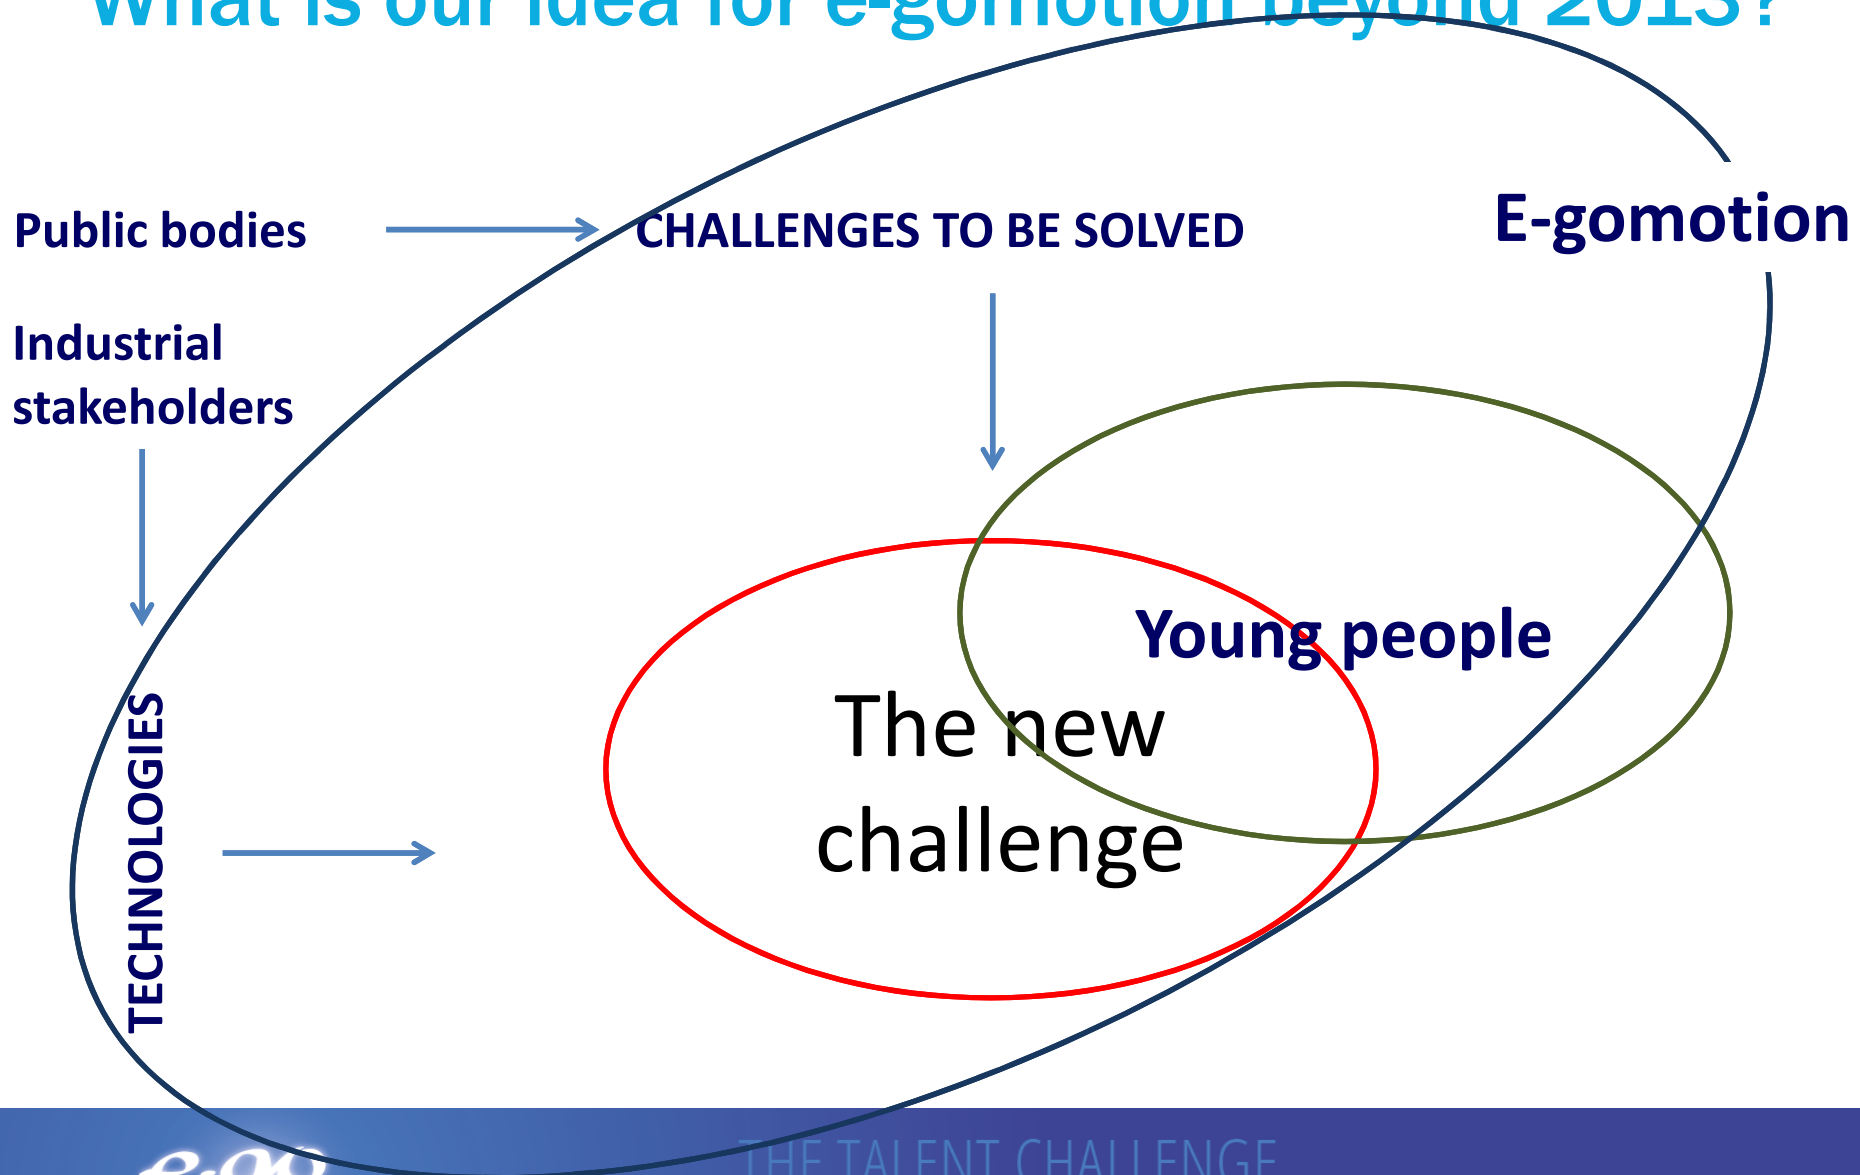 What is our idea for e-gomotion beyond 2013?
Public bodies
CHALLENGES TO BE SOLVED
E-gomotion
Industrial
stakeholders
Young people
The new
challenge
TECHNOLOGIES
e-go
THE TALENT CHALLENGE